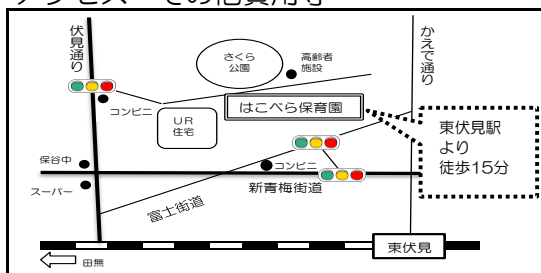 アクセス・その他費用等
伏見通り
かえで通り
さくら
公園
高齢者
施設
コンビニ
UR
住宅
はこべら保育園
東伏見駅
より
徒歩15分
保谷中
コンビニ
スーパー
新青梅街道
富士街道
東伏見
田無